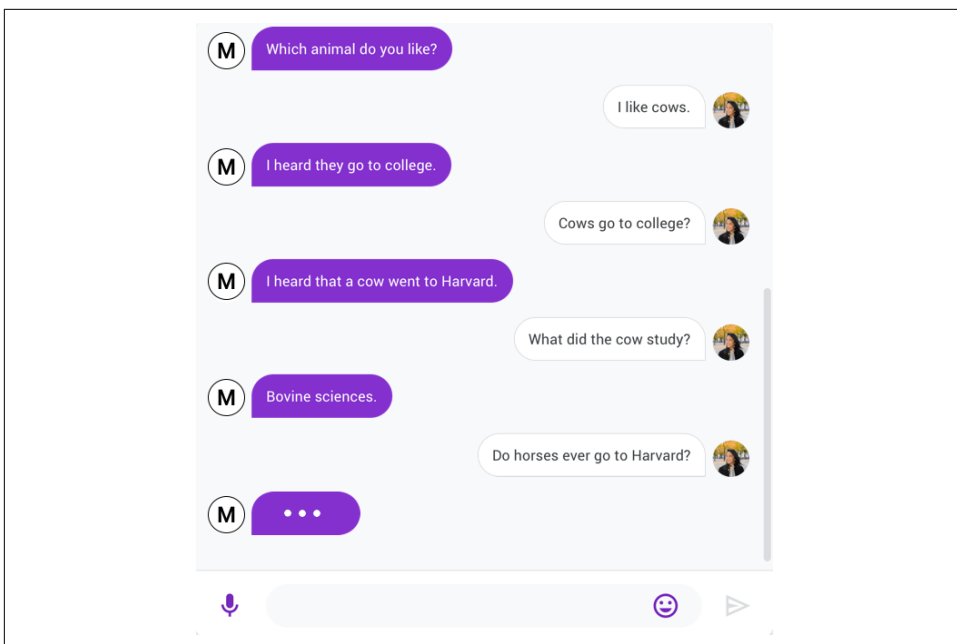 M Which animal do you like?
I like cows.
M I heard they go to college.
Cows go to college?
M I heard that a cow went to Harvard.
What did the cow study?
M Bovine sciences.
Do horses ever go to Harvard?
M